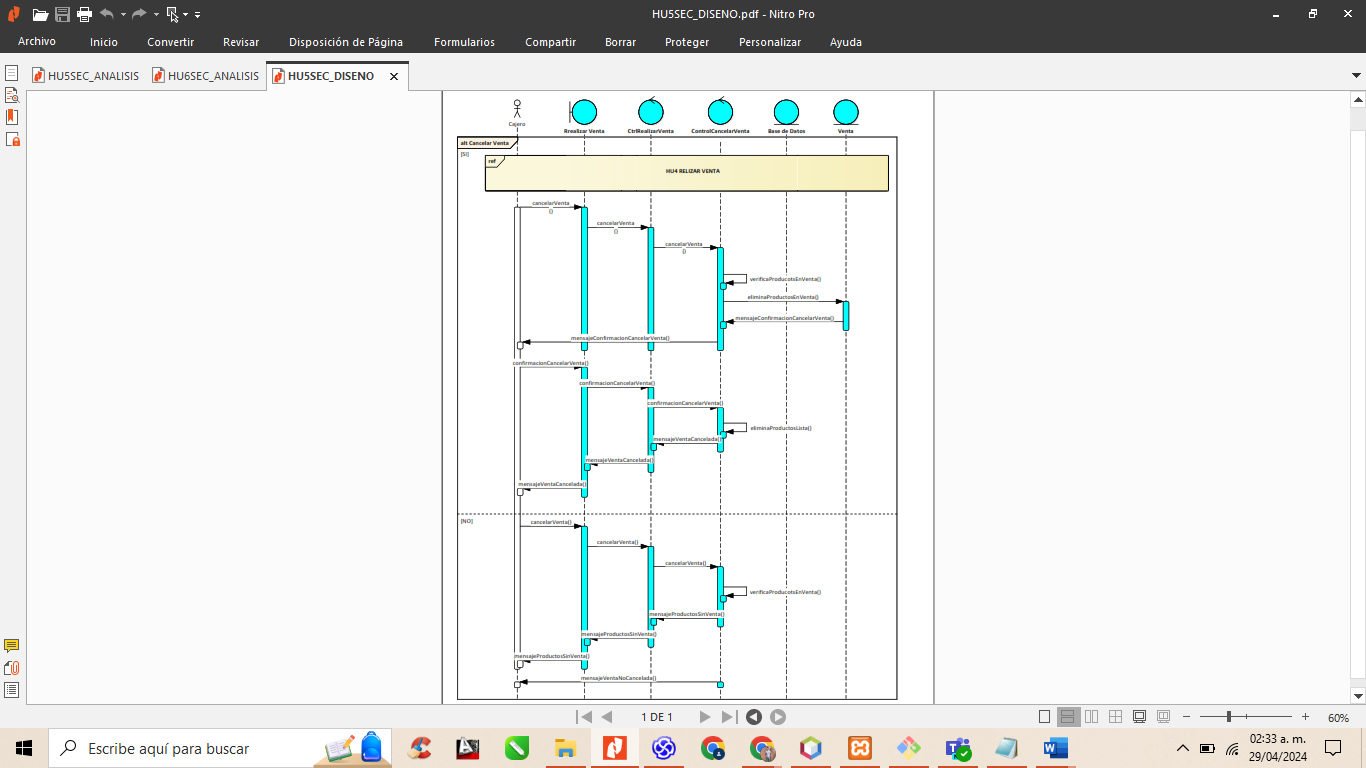 HU5SEC_DISENO.pdf - Nitro Pro
Archivo Inicio Convertir Revisar Disposición de Página Formularios Compartir Borrar Proteger Personalizar Ayuda
HU5SEC_ANALISIS HU6SEC_ANALISIS HU5SEC_DISENO
Cajero Rrealizar Venta CtrlRealizarVenta ControlCancelarVenta Base de Datos Venta
alt Cancelar Venta
[SI]
ref
HU4 RELIZAR VENTA
cancelarVenta
()
cancelarVenta
()
cancelarVenta
()
verificaProducotsEnVenta()
eliminaProductosEnVenta()
mensajeConfirmacionCancelarVenta()
mensajeConfirmacionCancelarVenta()
confirmacionCancelarVenta()
confirmacionCancelarVenta()
confirmacionCancelarVenta()
eliminaProductosLista()
mensajeVentaCancelada()
mensajeVentaCancelada()
mensajeVentaCancelada()
[NO]
cancelarVenta()
cancelarVenta()
cancelarVenta()
verificaProducotsEnVenta()
mensajeProductosSinVenta()
mensajeProductosSinVenta()
mensajeProductosSinVenta()
mensajeVentaNoCancelada()
1 DE 1
60%
Escribe aquí para buscar
02:33 a. m.
29/04/2024